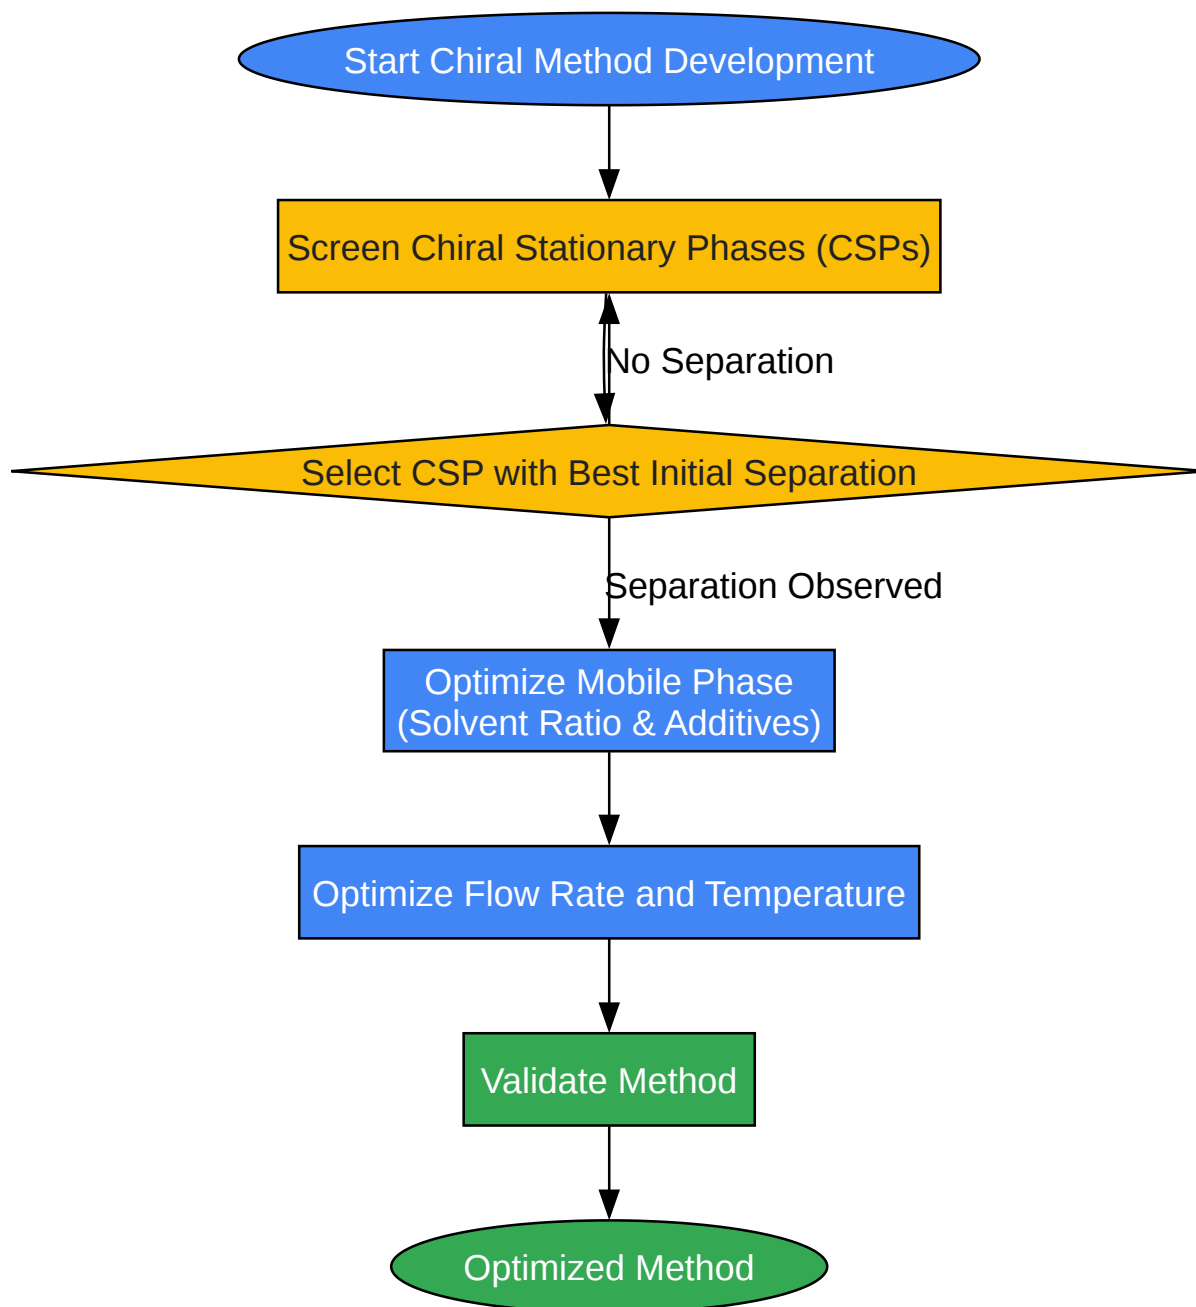 Start Chiral Method Development
Screen Chiral Stationary Phases (CSPs)
No Separation
Select CSP with Best Initial Separation
Separation Observed
Optimize Mobile Phase
(Solvent Ratio & Additives)
Optimize Flow Rate and Temperature
Validate Method
Optimized Method